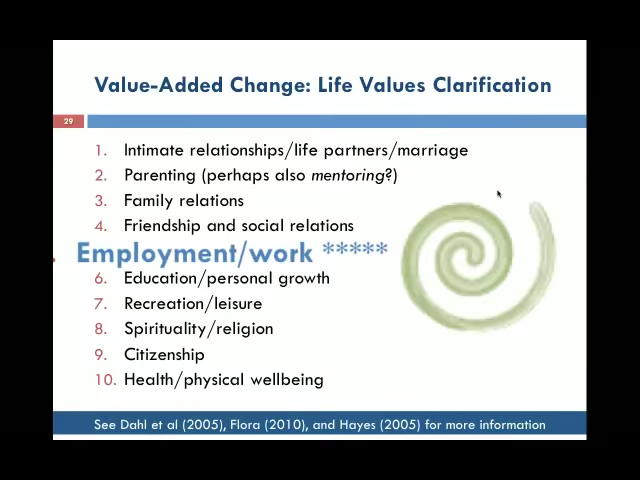 Value-Added Change: Life Values Clarification
29
1. Intimate relationships/life partners/marriage
2. Parenting (perhaps also mentoring?)
3. Family relations
4. Friendship and social relations
. Employment/work *****
6. Education/personal growth
7. Recreation/leisure
8. Spirituality/religion
9. Citizenship
10. Health/physical wellbeing
See Dahl et al (2005), Flora (2010), and Hayes (2005) for more information